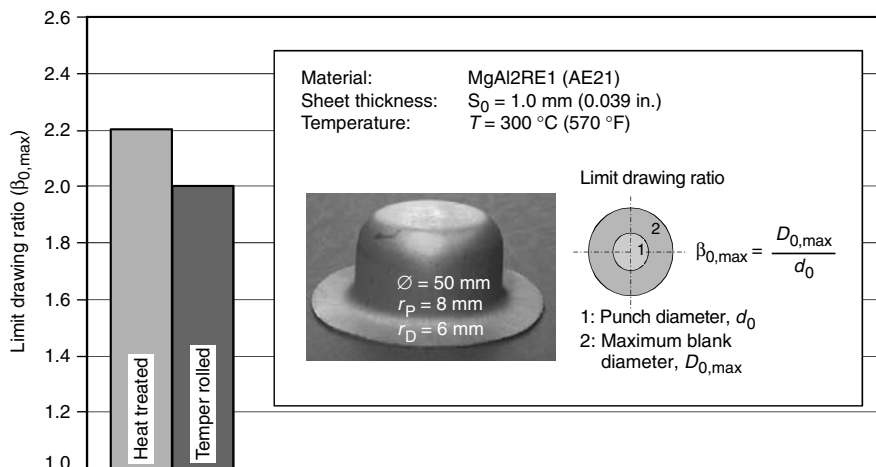 2.6
2.4
2.2
2.0
1.8
1.6
1.4
1.2
1.0
Limit drawing ratio (β0,max)
Heat treated
Temper rolled
Material: MgAl2RE1 (AE21)
Sheet thickness: S0 = 1.0 mm (0.039 in.)
Temperature: T = 300 °C (570 °F)
∅ = 50 mm
rP = 8 mm
rD = 6 mm
Limit drawing ratio
2
1
β0,max = D0,max / d0
1: Punch diameter, d0
2: Maximum blank
diameter, D0,max